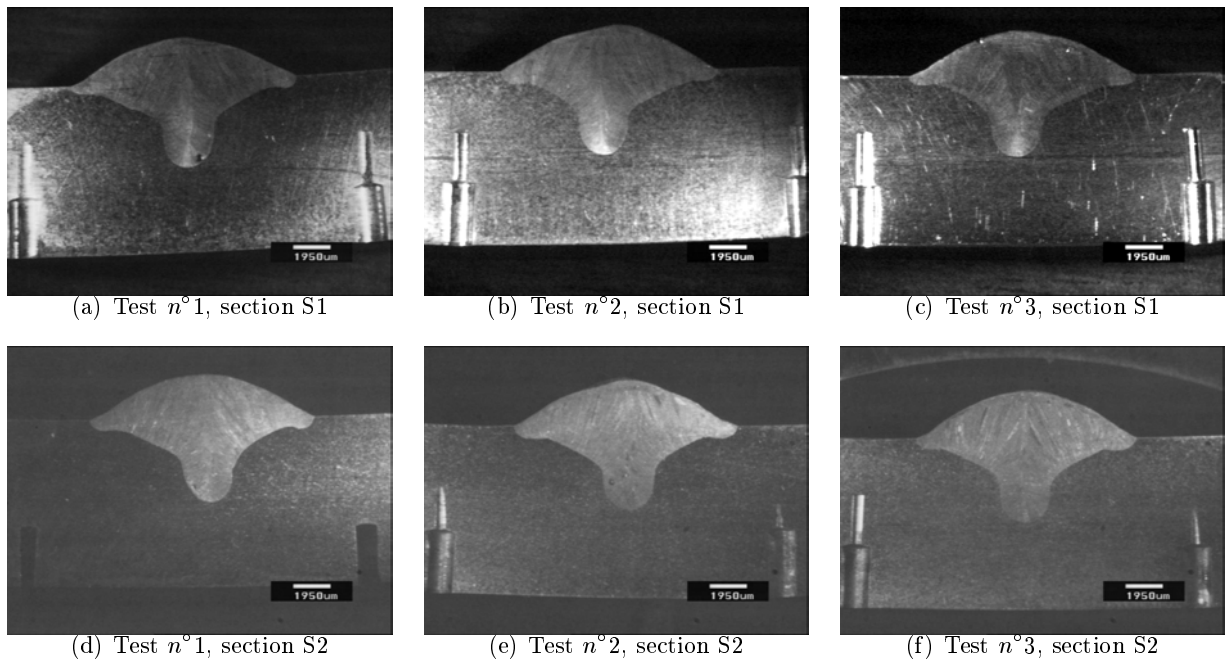 1950um
1950um
1950um
(a) Test n°1, section S1
(b) Test n°2, section S1
(c) Test n°3, section S1
1950um
1950um
1950um
(d) Test n°1, section S2
(e) Test n°2, section S2
(f) Test n°3, section S2